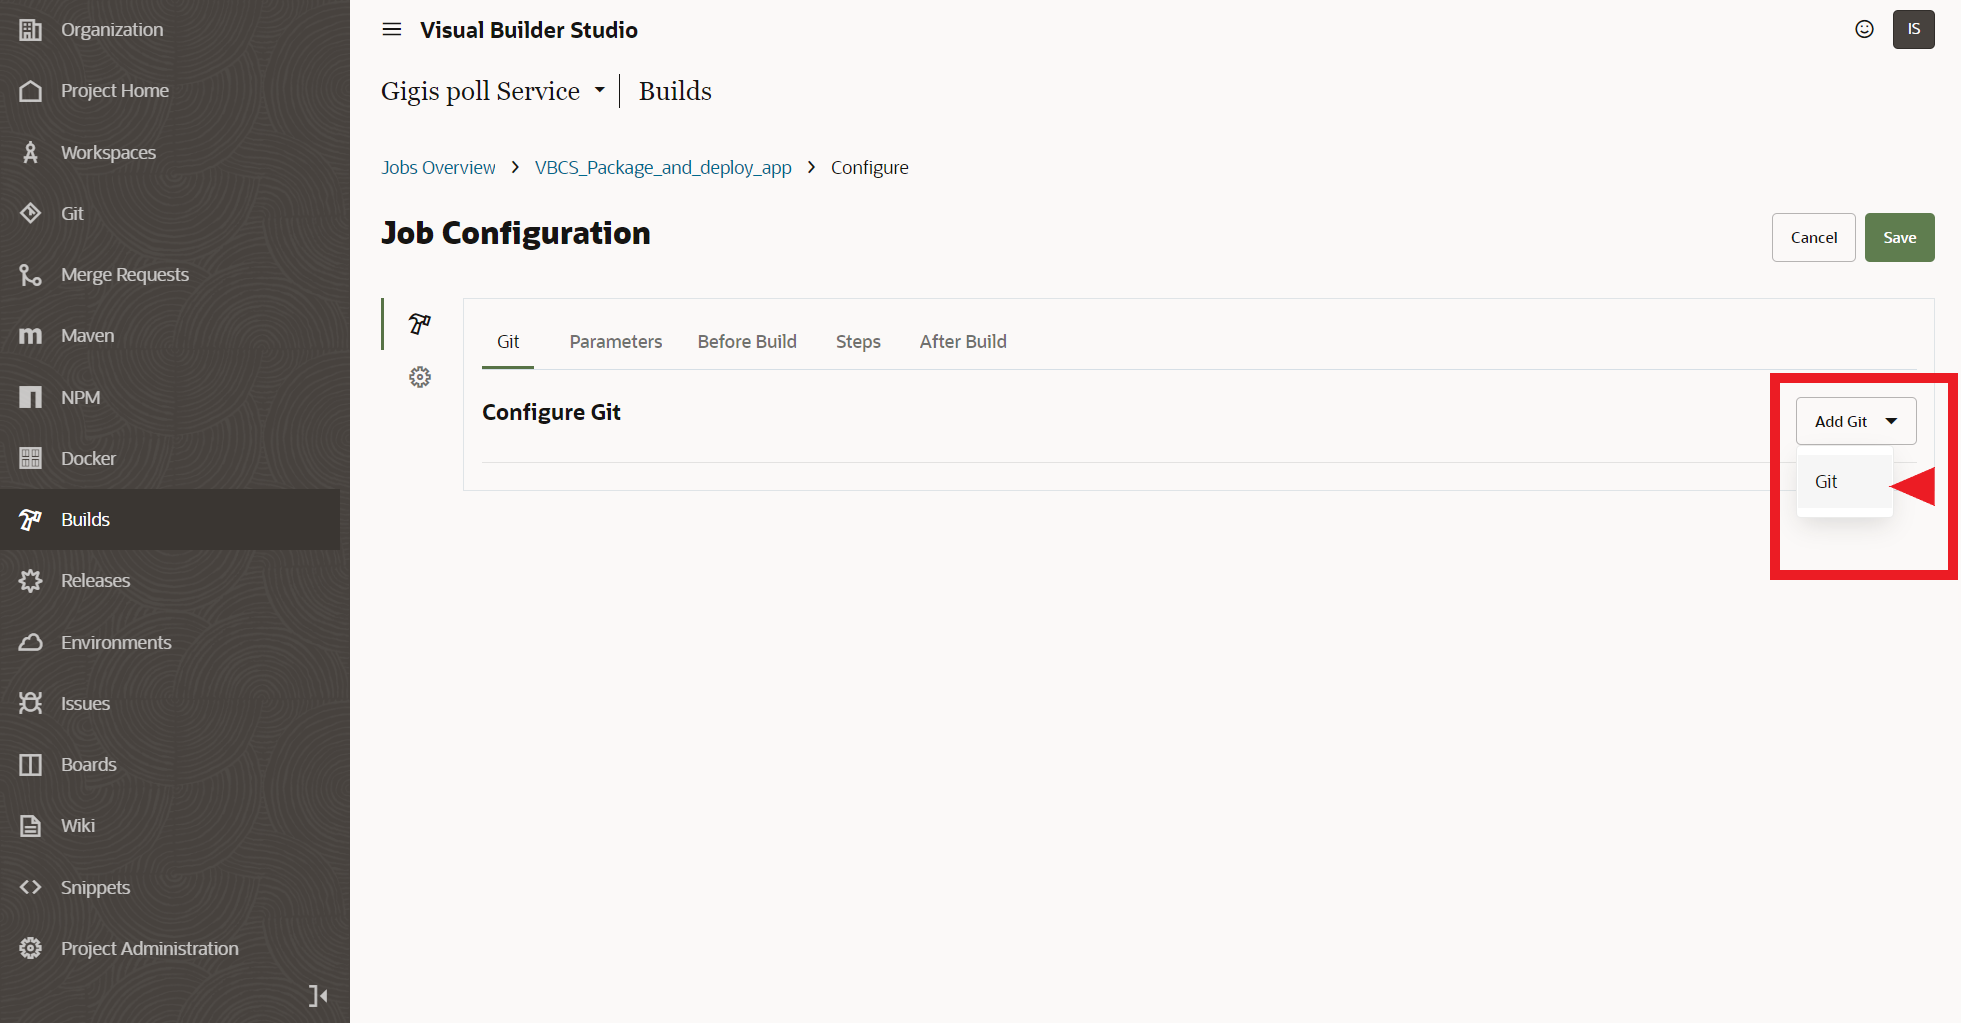 Organization
Project Home
Workspaces
Git
Merge Requests
Maven
NPM
Docker
Builds
Releases
Environments
Issues
Boards
Wiki
Snippets
Project Administration
Visual Builder Studio
IS
Gigis poll Service Builds
Jobs Overview VBCS_Package_and_deploy_app Configure
Job Configuration
Cancel Save
Git Parameters Before Build Steps After Build
Configure Git
Add Git
Git